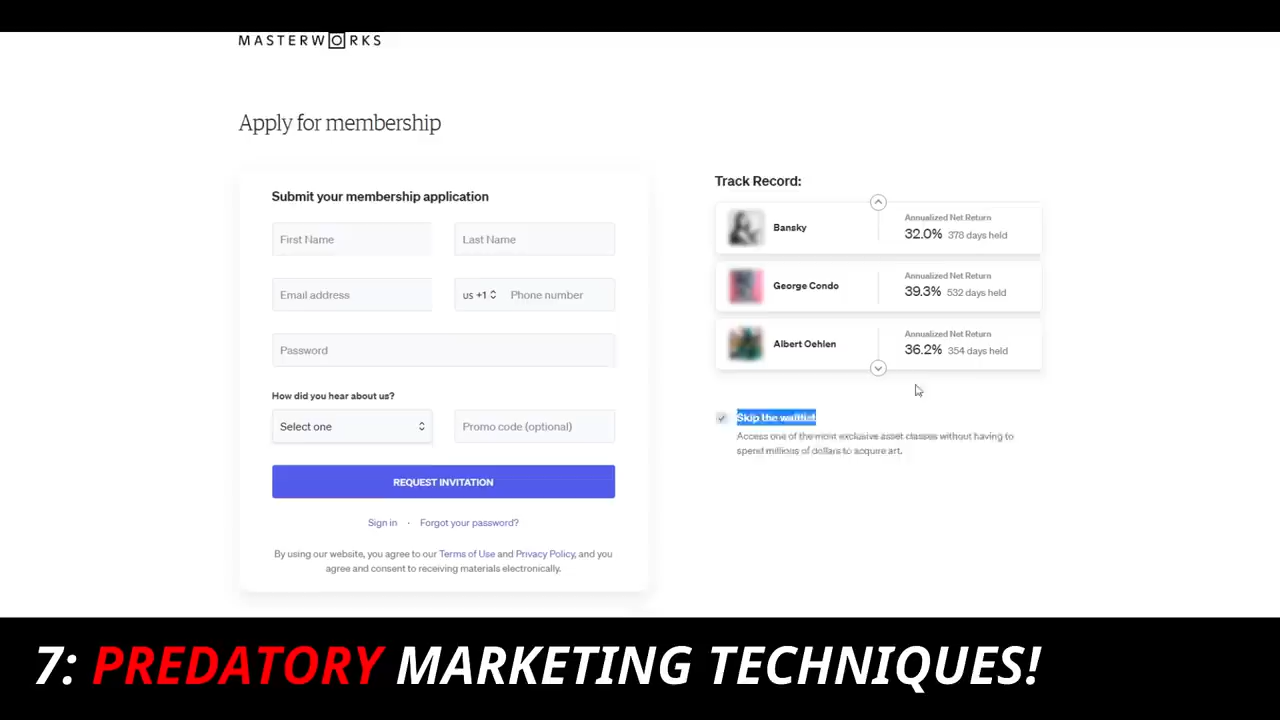 MASTERWORKS
Apply for membership
Submit your membership application
First Name
Last Name
Email address
us +1
Phone number
Password
How did you hear about us?
Select one
Promo code (optional)
REQUEST INVITATION
Sign in · Forgot your password?
By using our website, you agree to our Terms of Use and Privacy Policy, and you
agree and consent to receiving materials electronically.
Track Record:
Bansky
Annualized Net Return
32.0% 378 days held
George Condo
Annualized Net Return
39.3% 532 days held
Albert Oehlen
Annualized Net Return
36.2% 354 days held
Skip the waitlist
Access one of the most exclusive asset classes without having to
spend millions of dollars to acquire art.
7: PREDATORY MARKETING TECHNIQUES!